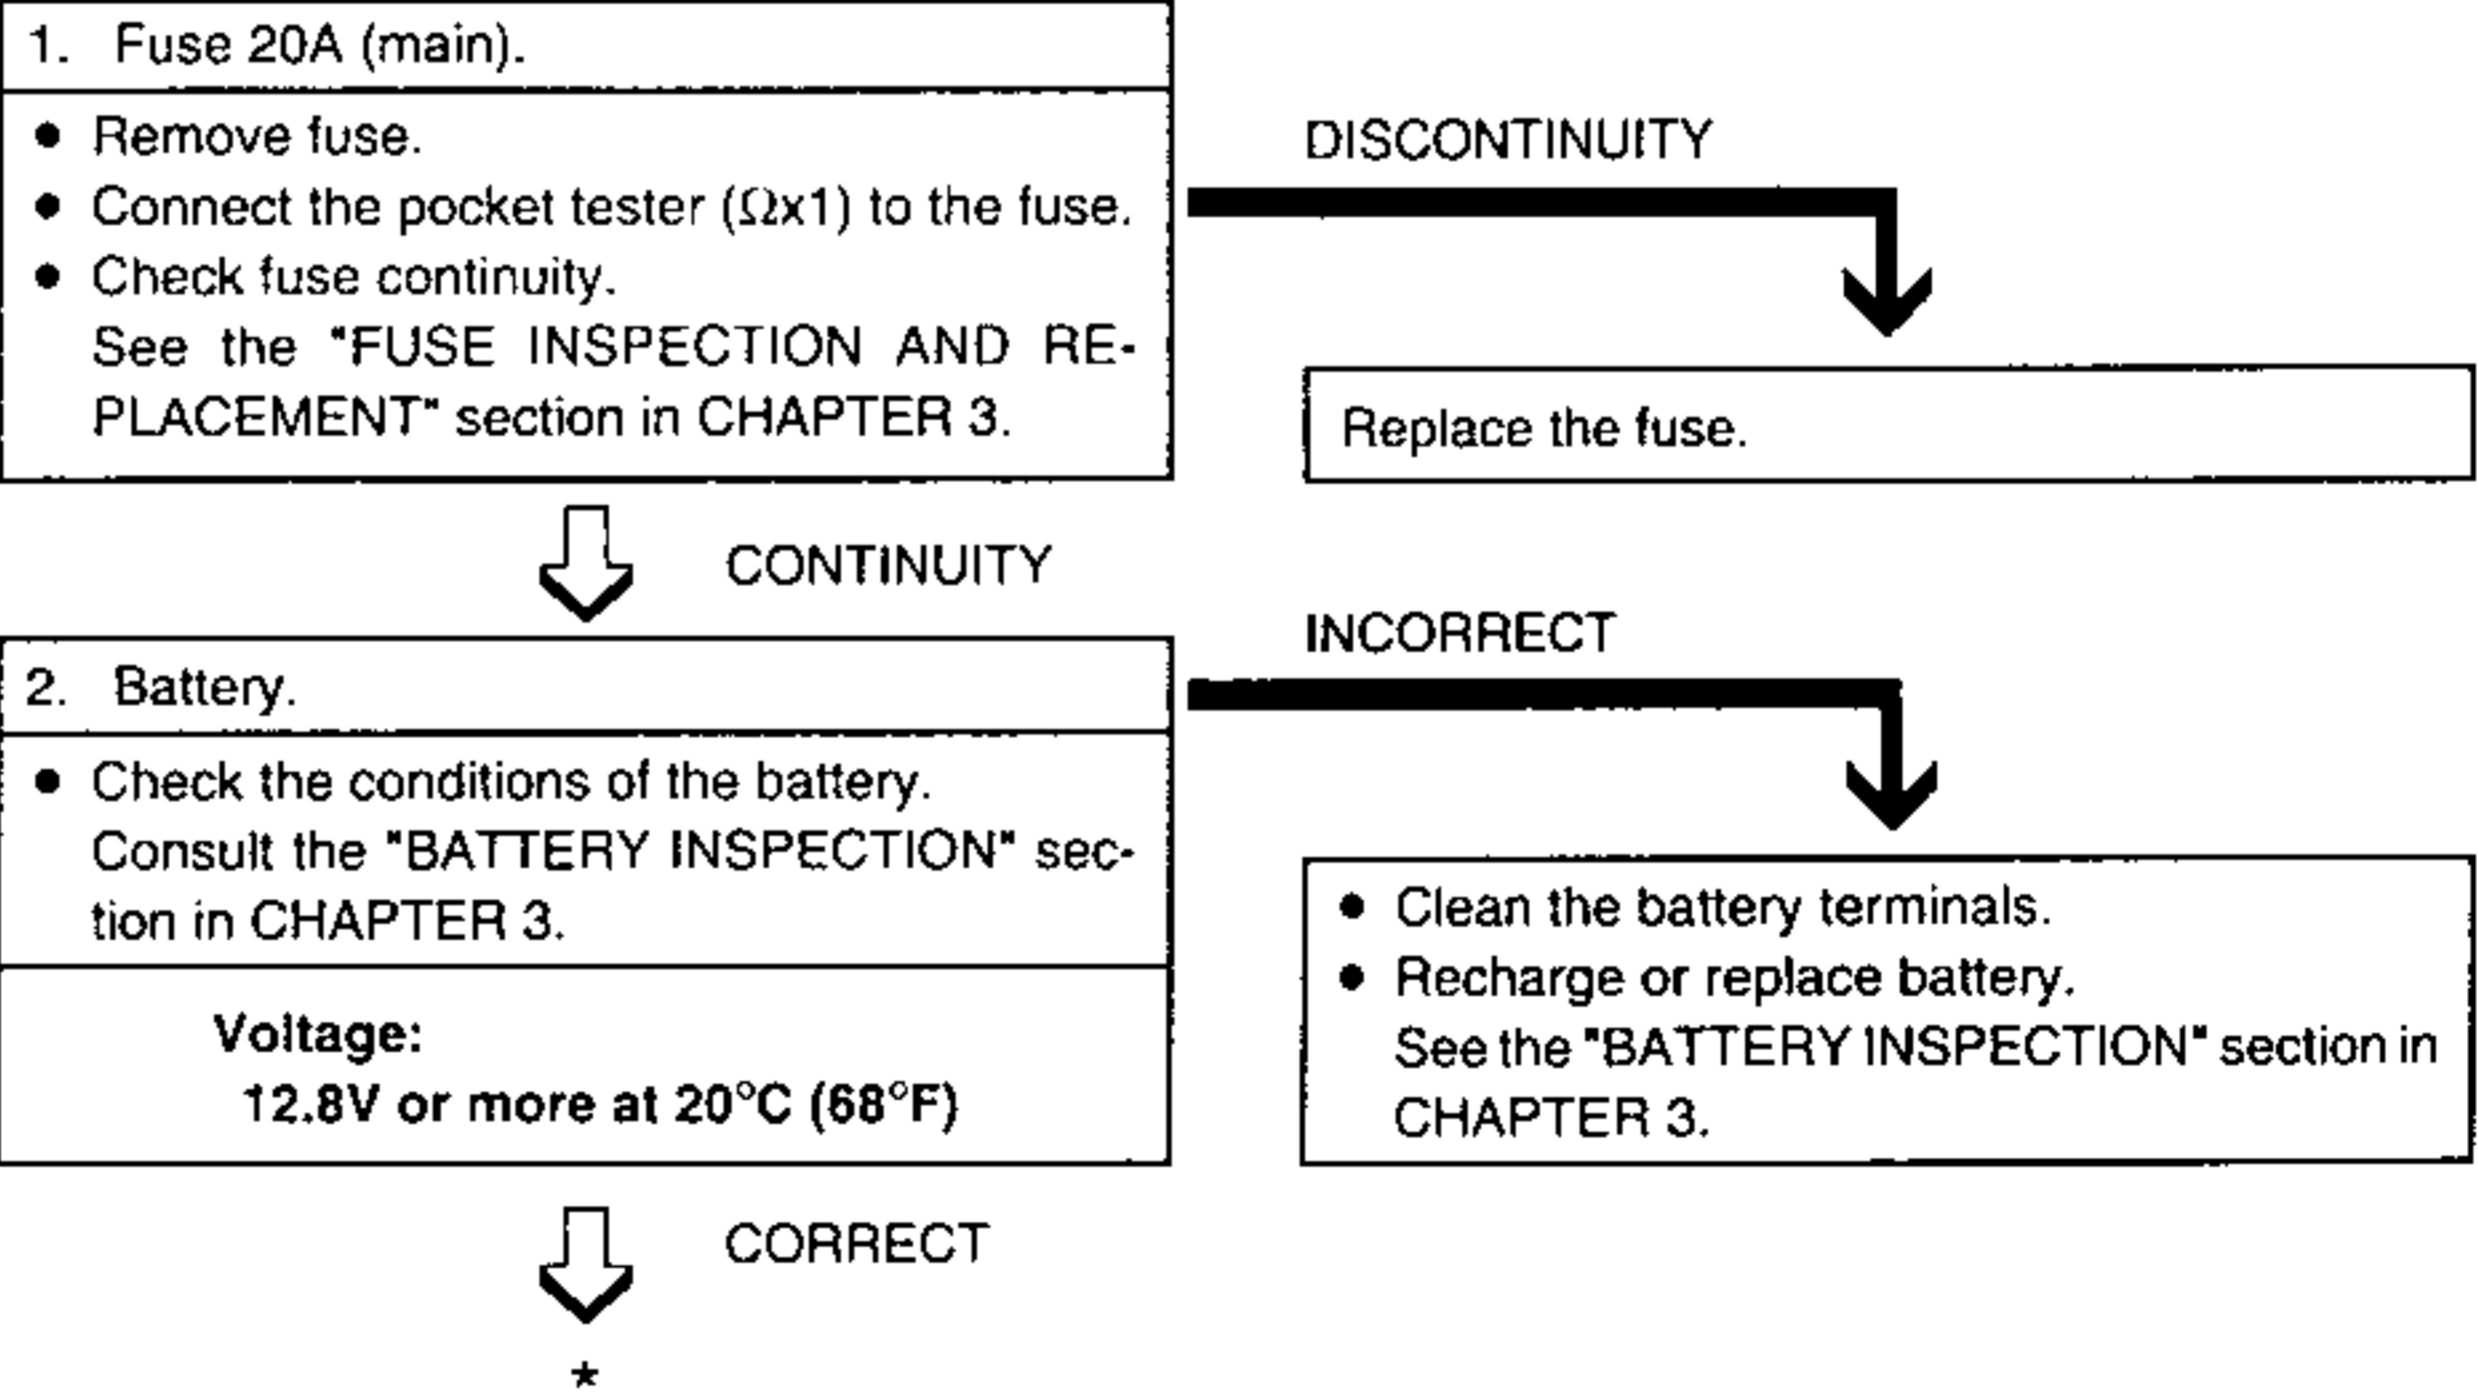 1. Fuse 20A (main).
● Remove fuse.
● Connect the pocket tester (Ωx1) to the fuse.
● Check fuse continuity.
See the "FUSE INSPECTION AND RE-
PLACEMENT" section in CHAPTER 3.
DISCONTINUITY
Replace the fuse.
CONTINUITY
2. Battery.
● Check the conditions of the battery.
Consult the "BATTERY INSPECTION" sec-
tion in CHAPTER 3.
Voltage:
12.8V or more at 20°C (68°F)
INCORRECT
● Clean the battery terminals.
● Recharge or replace battery.
See the "BATTERY INSPECTION" section in
CHAPTER 3.
CORRECT
*